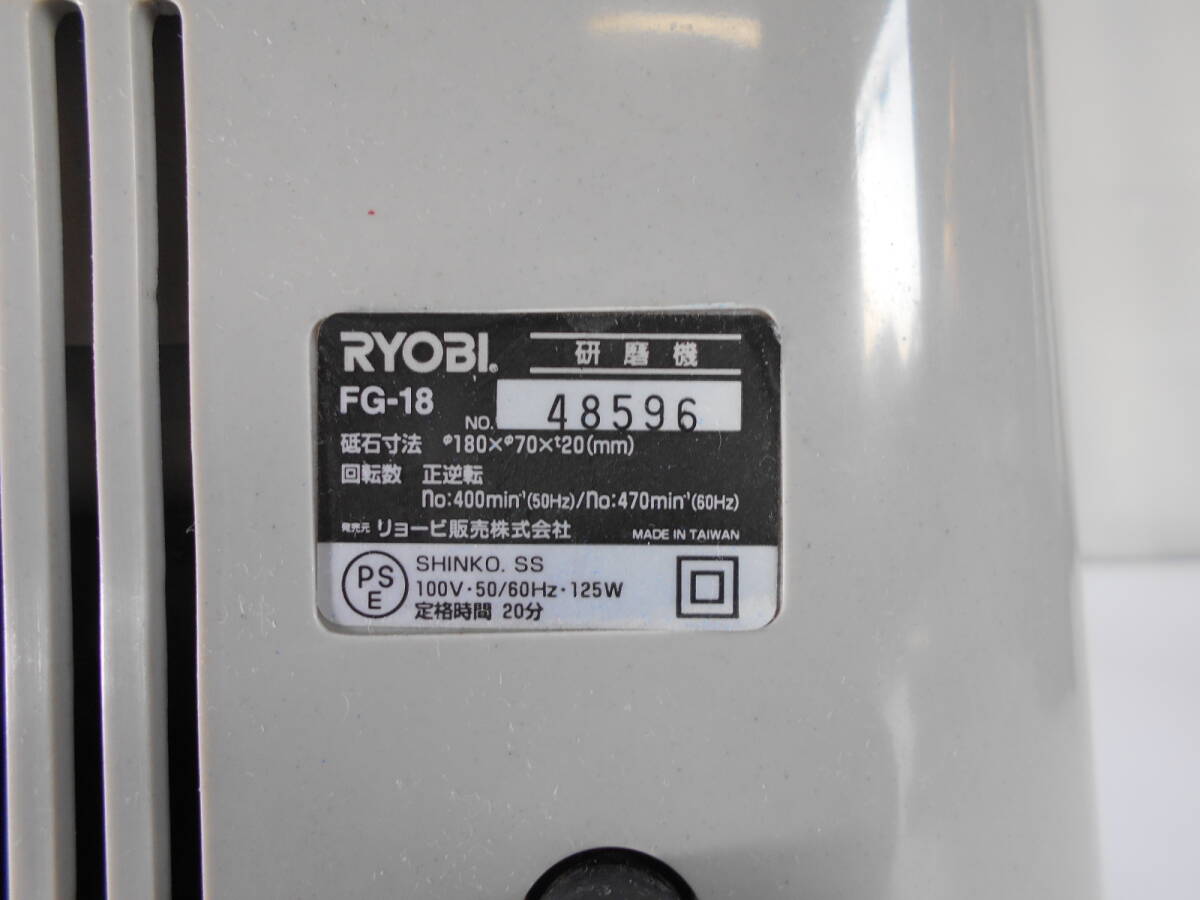 RYOBI®
研磨機
FG-18
NO. 48596
砥石寸法 φ180×φ70×t20(mm)
回転数 正逆転
no:400min⁻¹(50Hz)/no:470min⁻¹(60Hz)
発売元 リョービ販売株式会社 MADE IN TAIWAN
PS
E
SHINKO. SS
100V・50/60Hz・125W
定格時間 20分